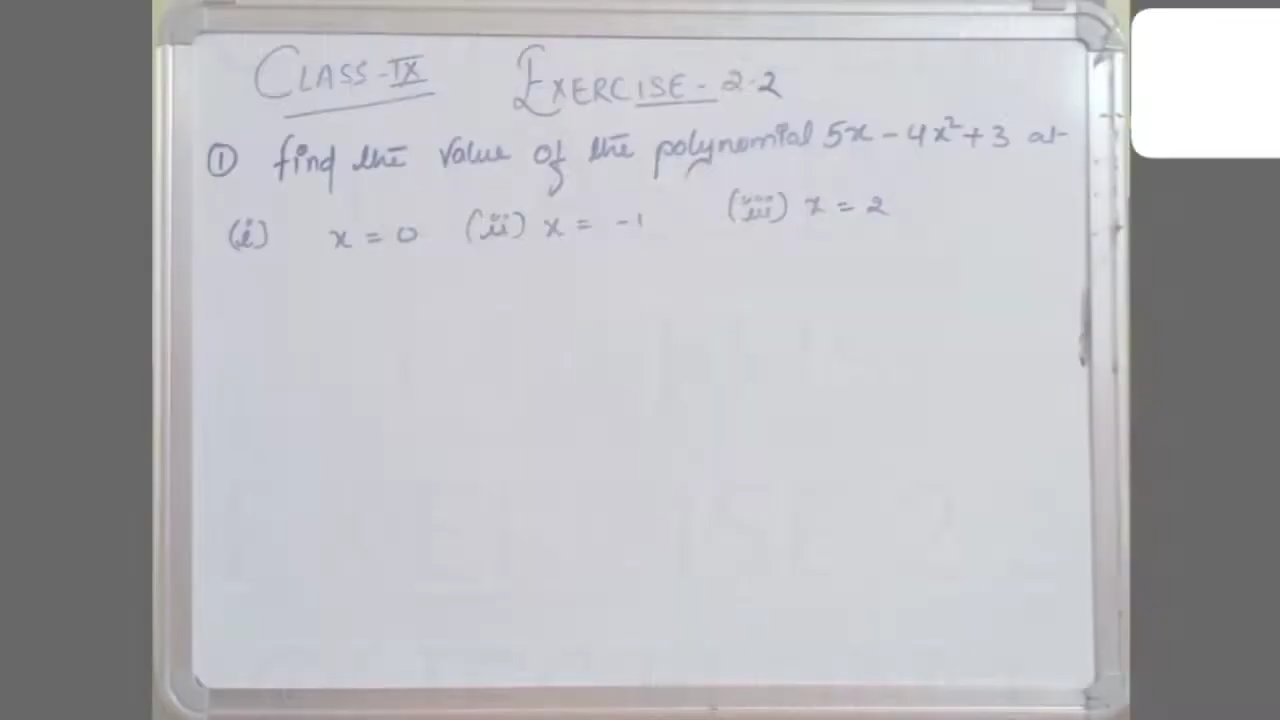 CLASS-IX EXERCISE-2.2
① find the value of the polynomial 5x - 4x² + 3 at
(i) x = 0 (ii) x = -1 (iii) x = 2